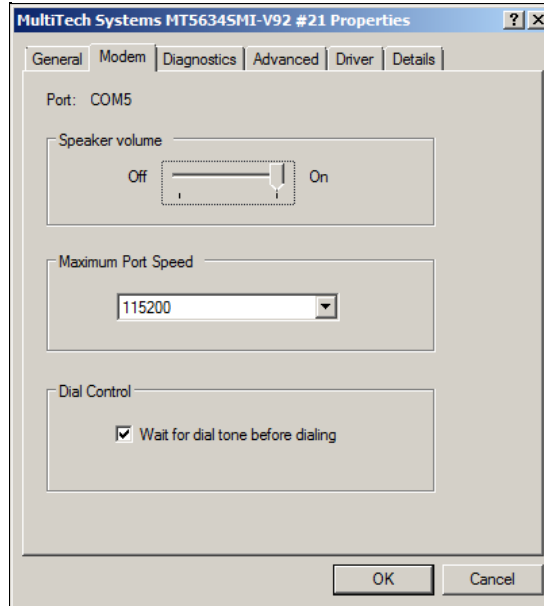 MultiTech Systems MT5634SMI-V92 #21 Properties
General Modem Diagnostics Advanced Driver Details
Port: COM5
Speaker volume
Off On
Maximum Port Speed
115200
Dial Control
Wait for dial tone before dialing
OK Cancel